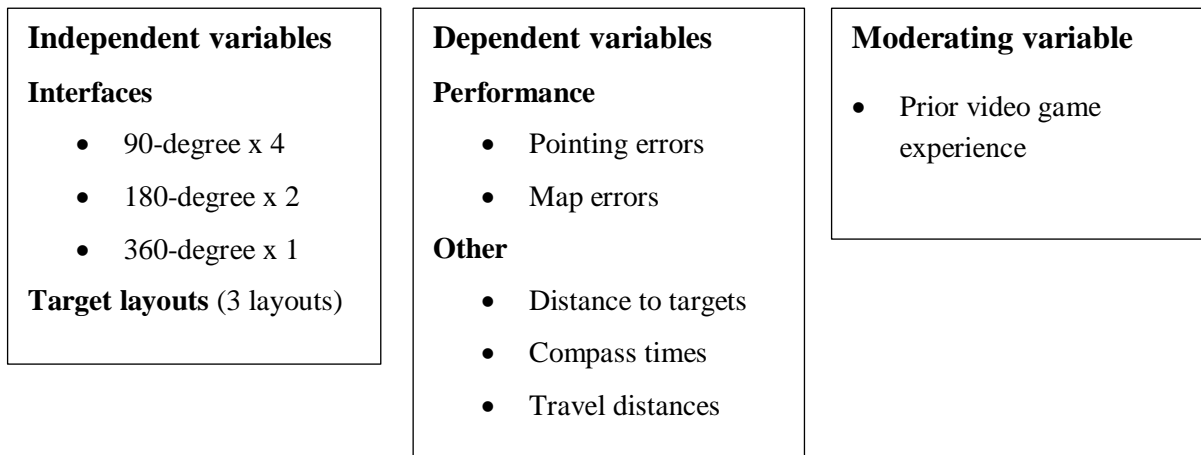 Independent variables
Interfaces
• 90-degree x 4
• 180-degree x 2
• 360-degree x 1
Target layouts (3 layouts)
Dependent variables
Performance
• Pointing errors
• Map errors
Other
• Distance to targets
• Compass times
• Travel distances
Moderating variable
• Prior video game
experience